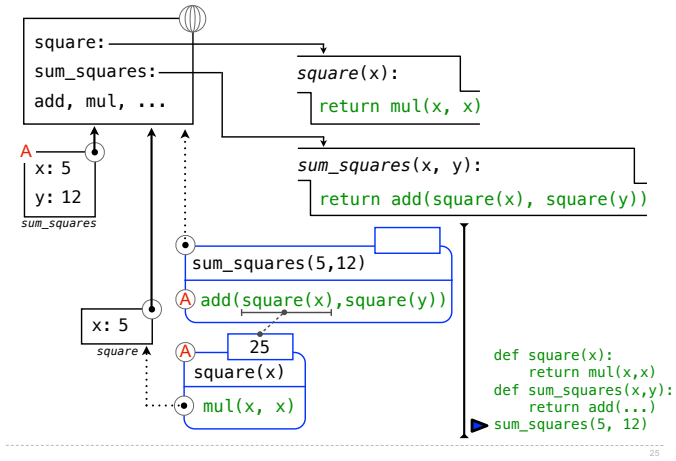 square:
sum_squares:
add, mul, ...
square(x):
return mul(x, x)
sum_squares(x, y):
return add(square(x), square(y))
A
x: 5
y: 12
sum_squares
sum_squares(5,12)
A add(square(x),square(y))
x: 5
square
A
25
square(x)
mul(x, x)
def square(x):
return mul(x,x)
def sum_squares(x,y):
return add(...)
sum_squares(5, 12)
25